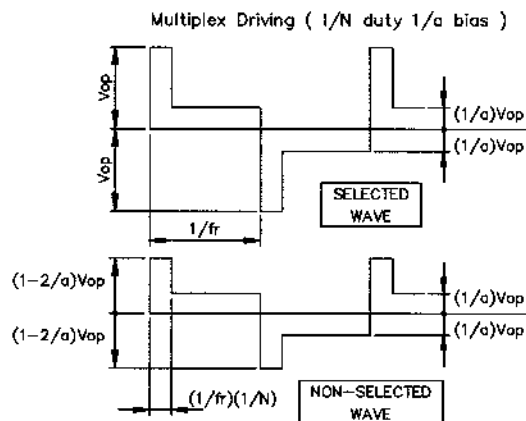 Multiplex Driving ( 1/N duty 1/a bias )
Vop
Vop
(1/a)Vop
(1/a)Vop
SELECTED
WAVE
1/fr
(1-2/a)Vop
(1-2/a)Vop
(1/a)Vop
(1/a)Vop
(1/fr)(1/N)
NON-SELECTED
WAVE